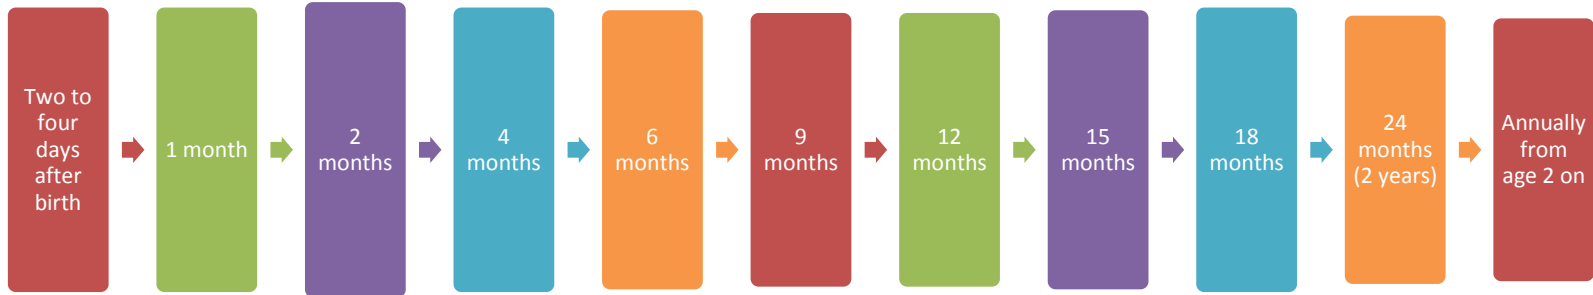 Two to
four
days
after
birth
1 month
2
months
4
months
6
months
9
months
12
months
15
months
18
months
24
months
(2 years)
Annually
from
age 2 on